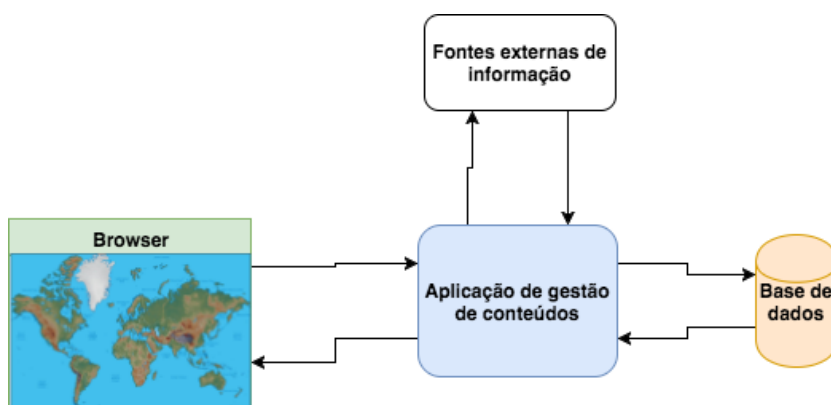 Fontes externas de
informação
Browser
Aplicação de gestão
de conteúdos
Base de
dados